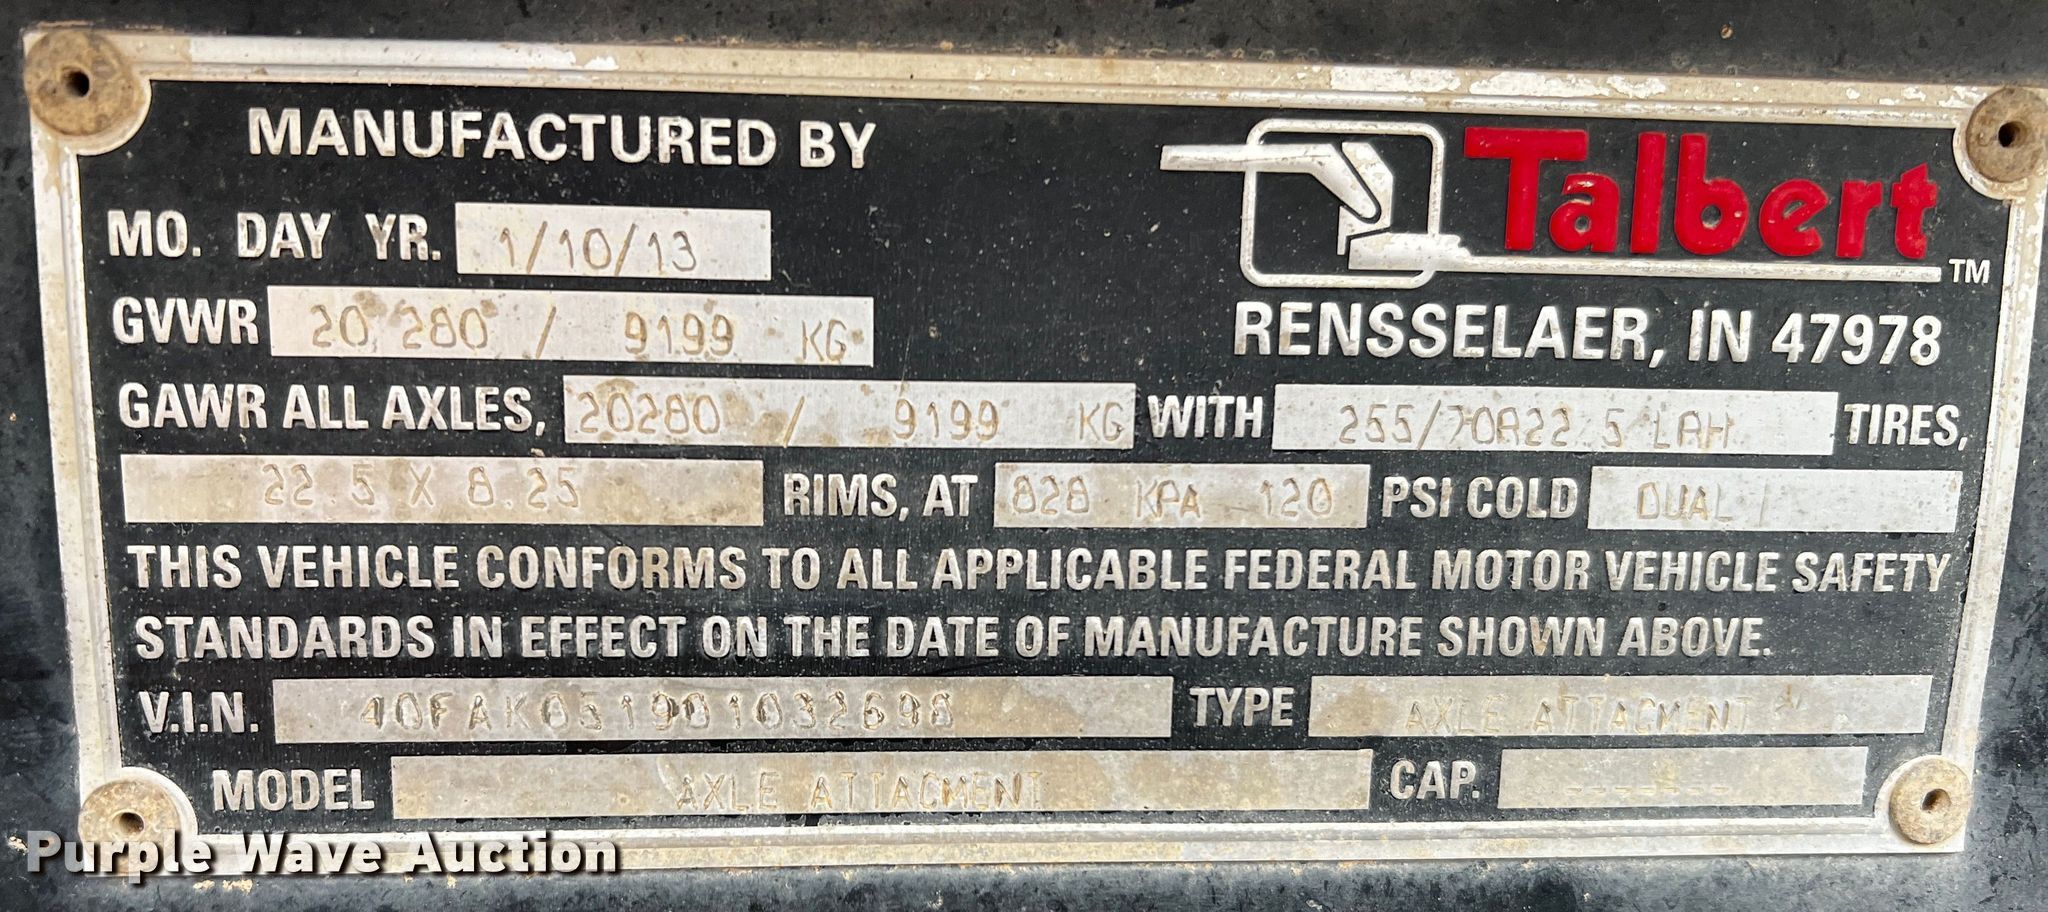 MANUFACTURED BY
Talbert TM
MO. DAY YR. 1/10/13
RENSSELAER, IN 47978
GVWR 20 280 / 9199 KG
GAWR ALL AXLES, 20280 / 9199 KG WITH 255/70R22.5 LRH TIRES,
22.5 X 8.25 RIMS, AT 828 KPA 120 PSI COLD DUAL
THIS VEHICLE CONFORMS TO ALL APPLICABLE FEDERAL MOTOR VEHICLE SAFETY
STANDARDS IN EFFECT ON THE DATE OF MANUFACTURE SHOWN ABOVE.
V.I.N. 40FAK051901032698 TYPE AXLE ATTACMENT
MODEL AXLE ATTACMENT CAP. -------
Purple Wave Auction